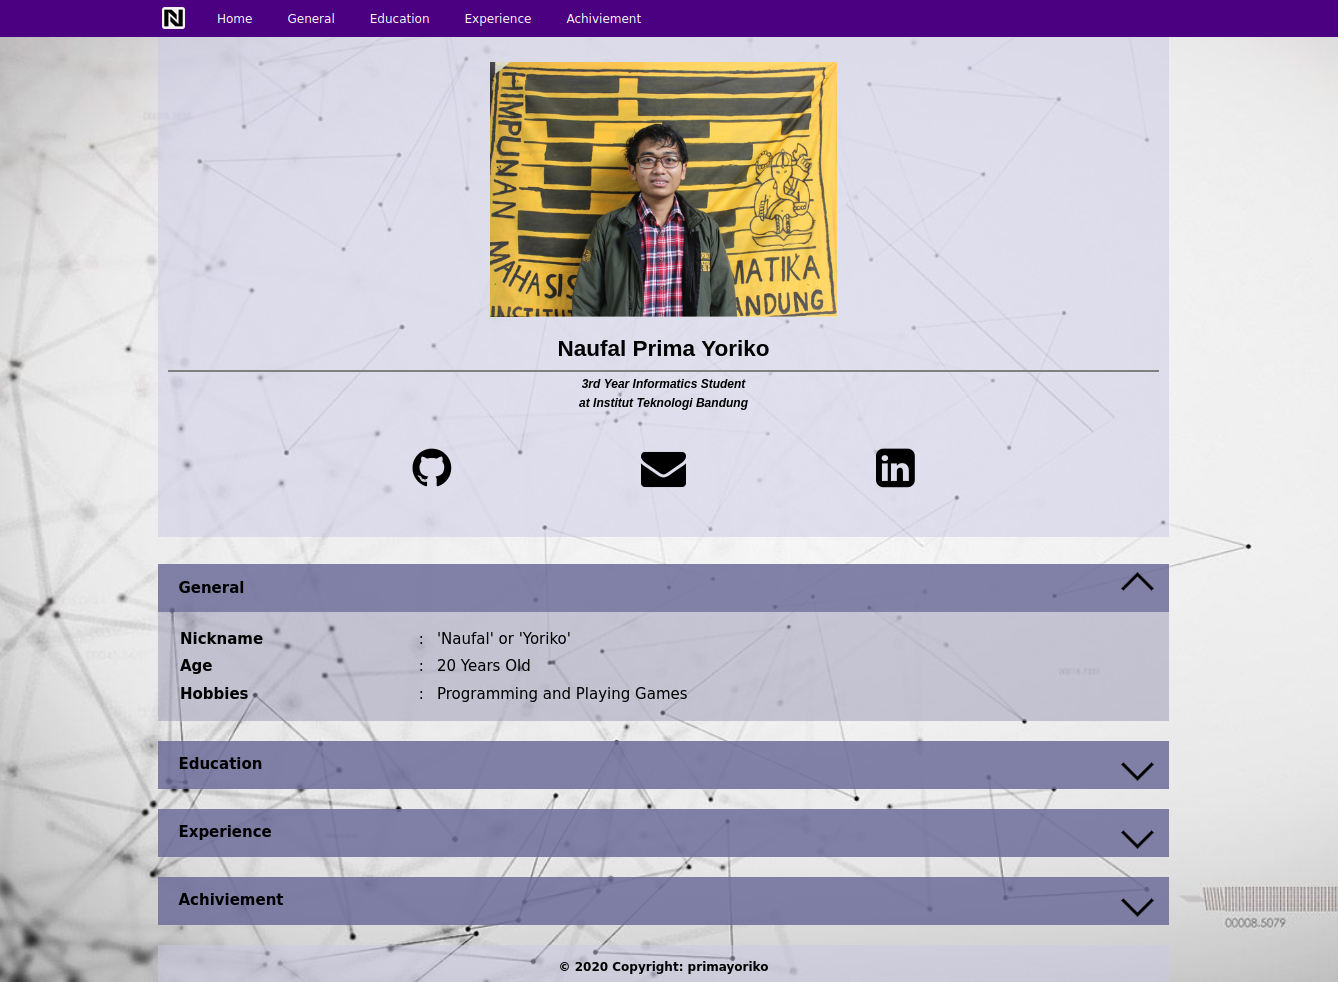 N Home General Education Experience Achiviement
HIMPUNAN
MAHASIS
MATIKA
ANDUNG
Naufal Prima Yoriko
3rd Year Informatics Student
at Institut Teknologi Bandung
in
General
Nickname : 'Naufal' or 'Yoriko'
Age : 20 Years Old
Hobbies : Programming and Playing Games
Education
Experience
Achiviement
00008.5079
© 2020 Copyright: primayoriko